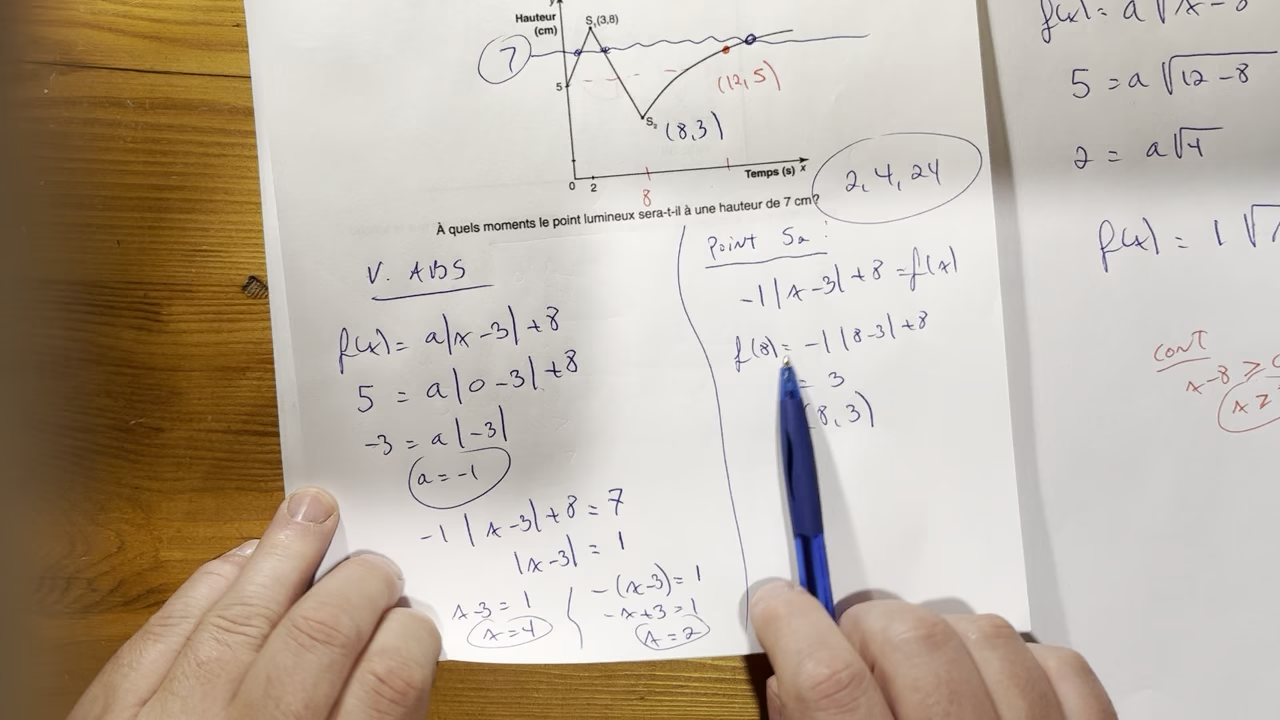 y
Hauteur
(cm)
S₁(3,8)
7
5
(12,5)
S₂
(8,3)
0
2
8
Temps (s)
x
2, 4, 24
À quels moments le point lumineux sera-t-il à une hauteur de 7 cm?
V. ABS
f(x) = a|x-3| +8
5 = a|0-3| +8
-3 = a|-3|
a = -1
-1 |x-3| +8 = 7
|x-3| = 1
x-3 = 1
x=4
-(x-3) = 1
-x+3 = 1
x = 2
Point S₂ :
-1|x-3| +8 = f(x)
f(8) = -1 |8-3| +8
= 3
(8,3)
f(x) = a√x-8
5 = a√12-8
2 = a√4
f(x) = 1√
CONT
x-8 ≥
x ≥